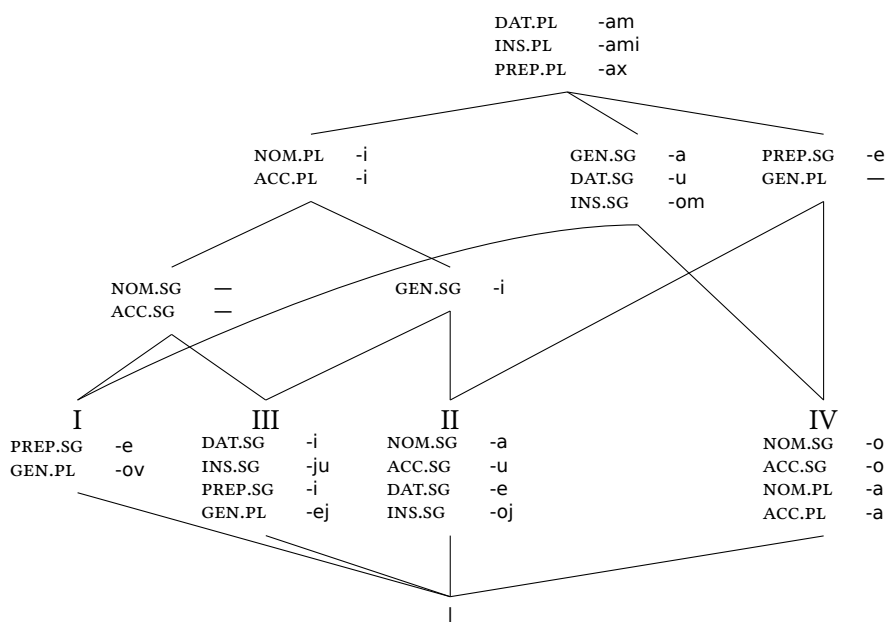 DAT.PL -am
INS.PL -ami
PREP.PL -ax
NOM.PL -i
ACC.PL -i
GEN.SG -a
DAT.SG -u
INS.SG -om
PREP.SG -e
GEN.PL —
NOM.SG —
ACC.SG —
GEN.SG -i
I
PREP.SG -e
GEN.PL -ov
III
DAT.SG -i
INS.SG -ju
PREP.SG -i
GEN.PL -ej
II
NOM.SG -a
ACC.SG -u
DAT.SG -e
INS.SG -oj
IV
NOM.SG -o
ACC.SG -o
NOM.PL -a
ACC.PL -a